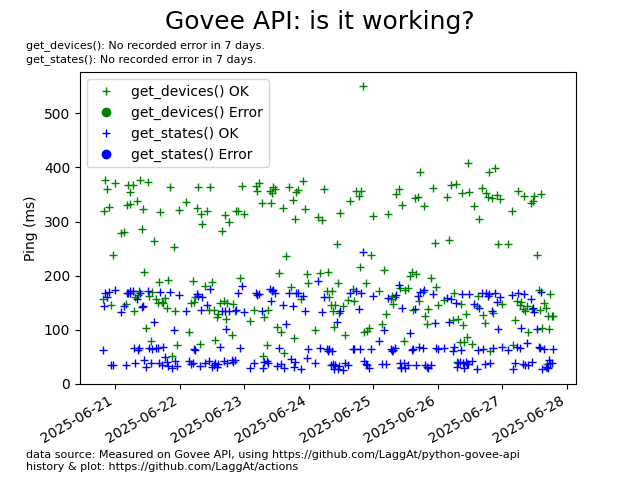 Govee API: is it working?
get_devices(): No recorded error in 7 days.
get_states(): No recorded error in 7 days.
get_devices() OK
get_devices() Error
get_states() OK
get_states() Error
Ping (ms)
500
400
300
200
100
0
2025-06-21
2025-06-22
2025-06-23
2025-06-24
2025-06-25
2025-06-26
2025-06-27
2025-06-28
data source: Measured on Govee API, using https://github.com/LaggAt/python-govee-api
history & plot: https://github.com/LaggAt/actions